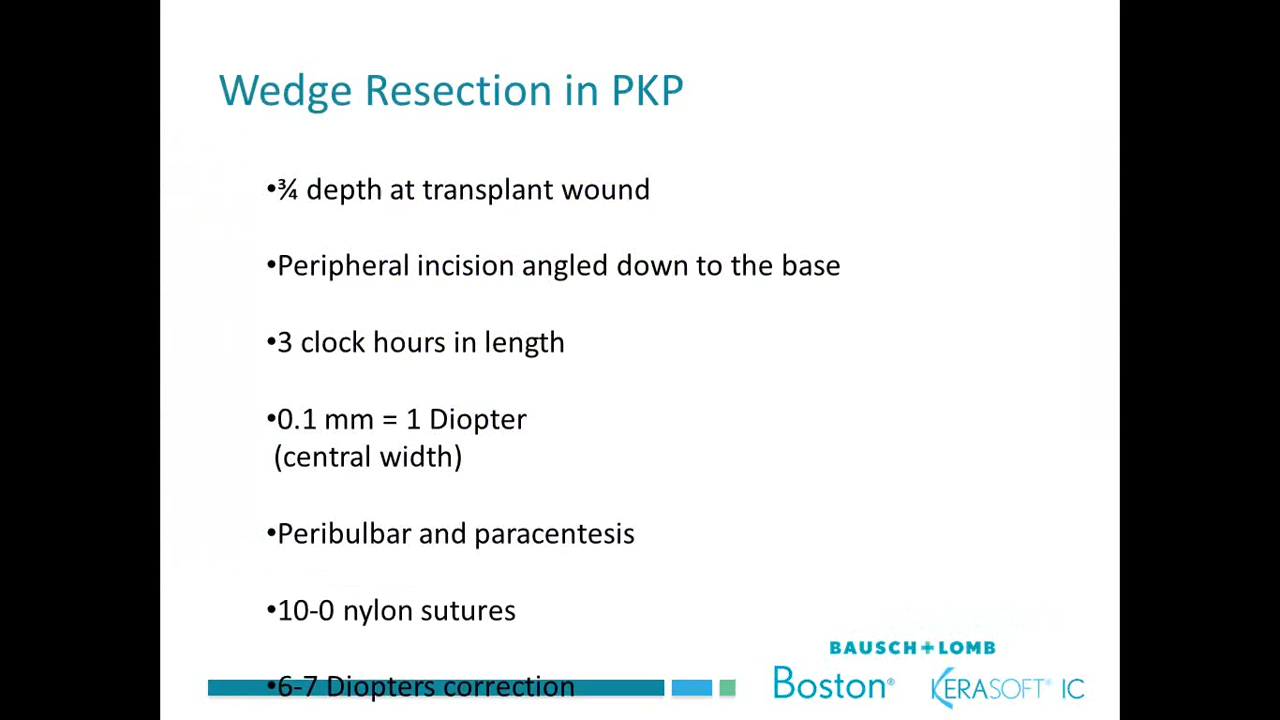 Wedge Resection in PKP
•¾ depth at transplant wound
•Peripheral incision angled down to the base
•3 clock hours in length
•0.1 mm = 1 Diopter
(central width)
•Peribulbar and paracentesis
•10-0 nylon sutures
•6-7 Diopters correction
BAUSCH+LOMB
Boston® KERASOFT® IC